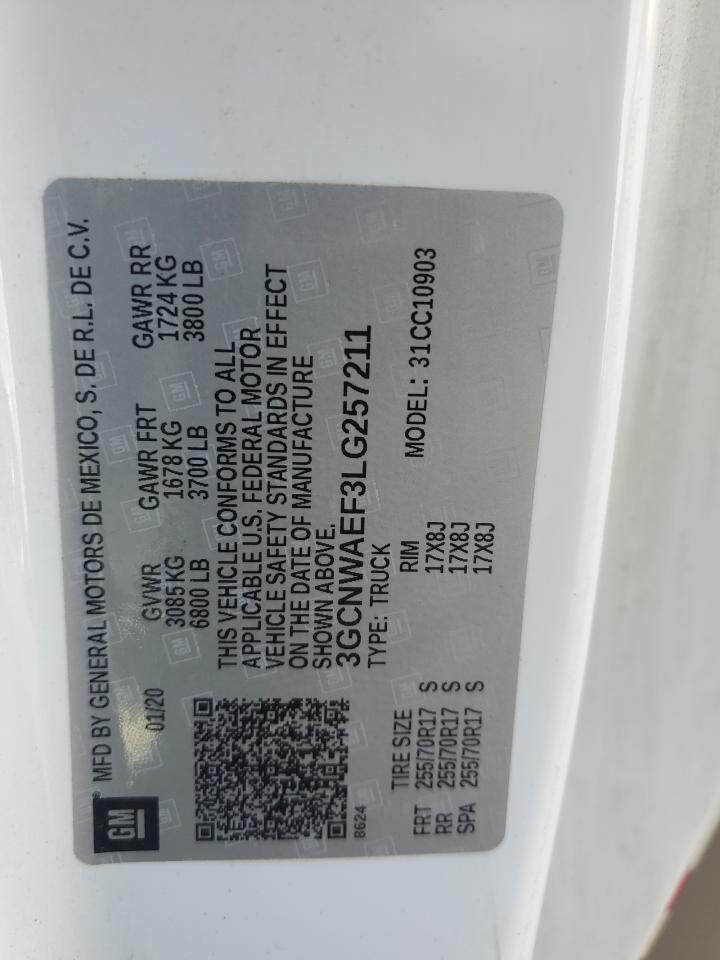 GM
MFD BY GENERAL MOTORS DE MEXICO, S. DE R.L. DE C.V.
01/20
GVWR GAWR FRT GAWR RR
3085 KG 1678 KG 1724 KG
6800 LB 3700 LB 3800 LB
THIS VEHICLE CONFORMS TO ALL
APPLICABLE U.S. FEDERAL MOTOR
VEHICLE SAFETY STANDARDS IN EFFECT
ON THE DATE OF MANUFACTURE
SHOWN ABOVE.
3GCNWAEF3LG257211
8624
TYPE: TRUCK
MODEL: 31CC10903
TIRE SIZE RIM
FRT 255/70R17 S 17X8J
RR 255/70R17 S 17X8J
SPA 255/70R17 S 17X8J